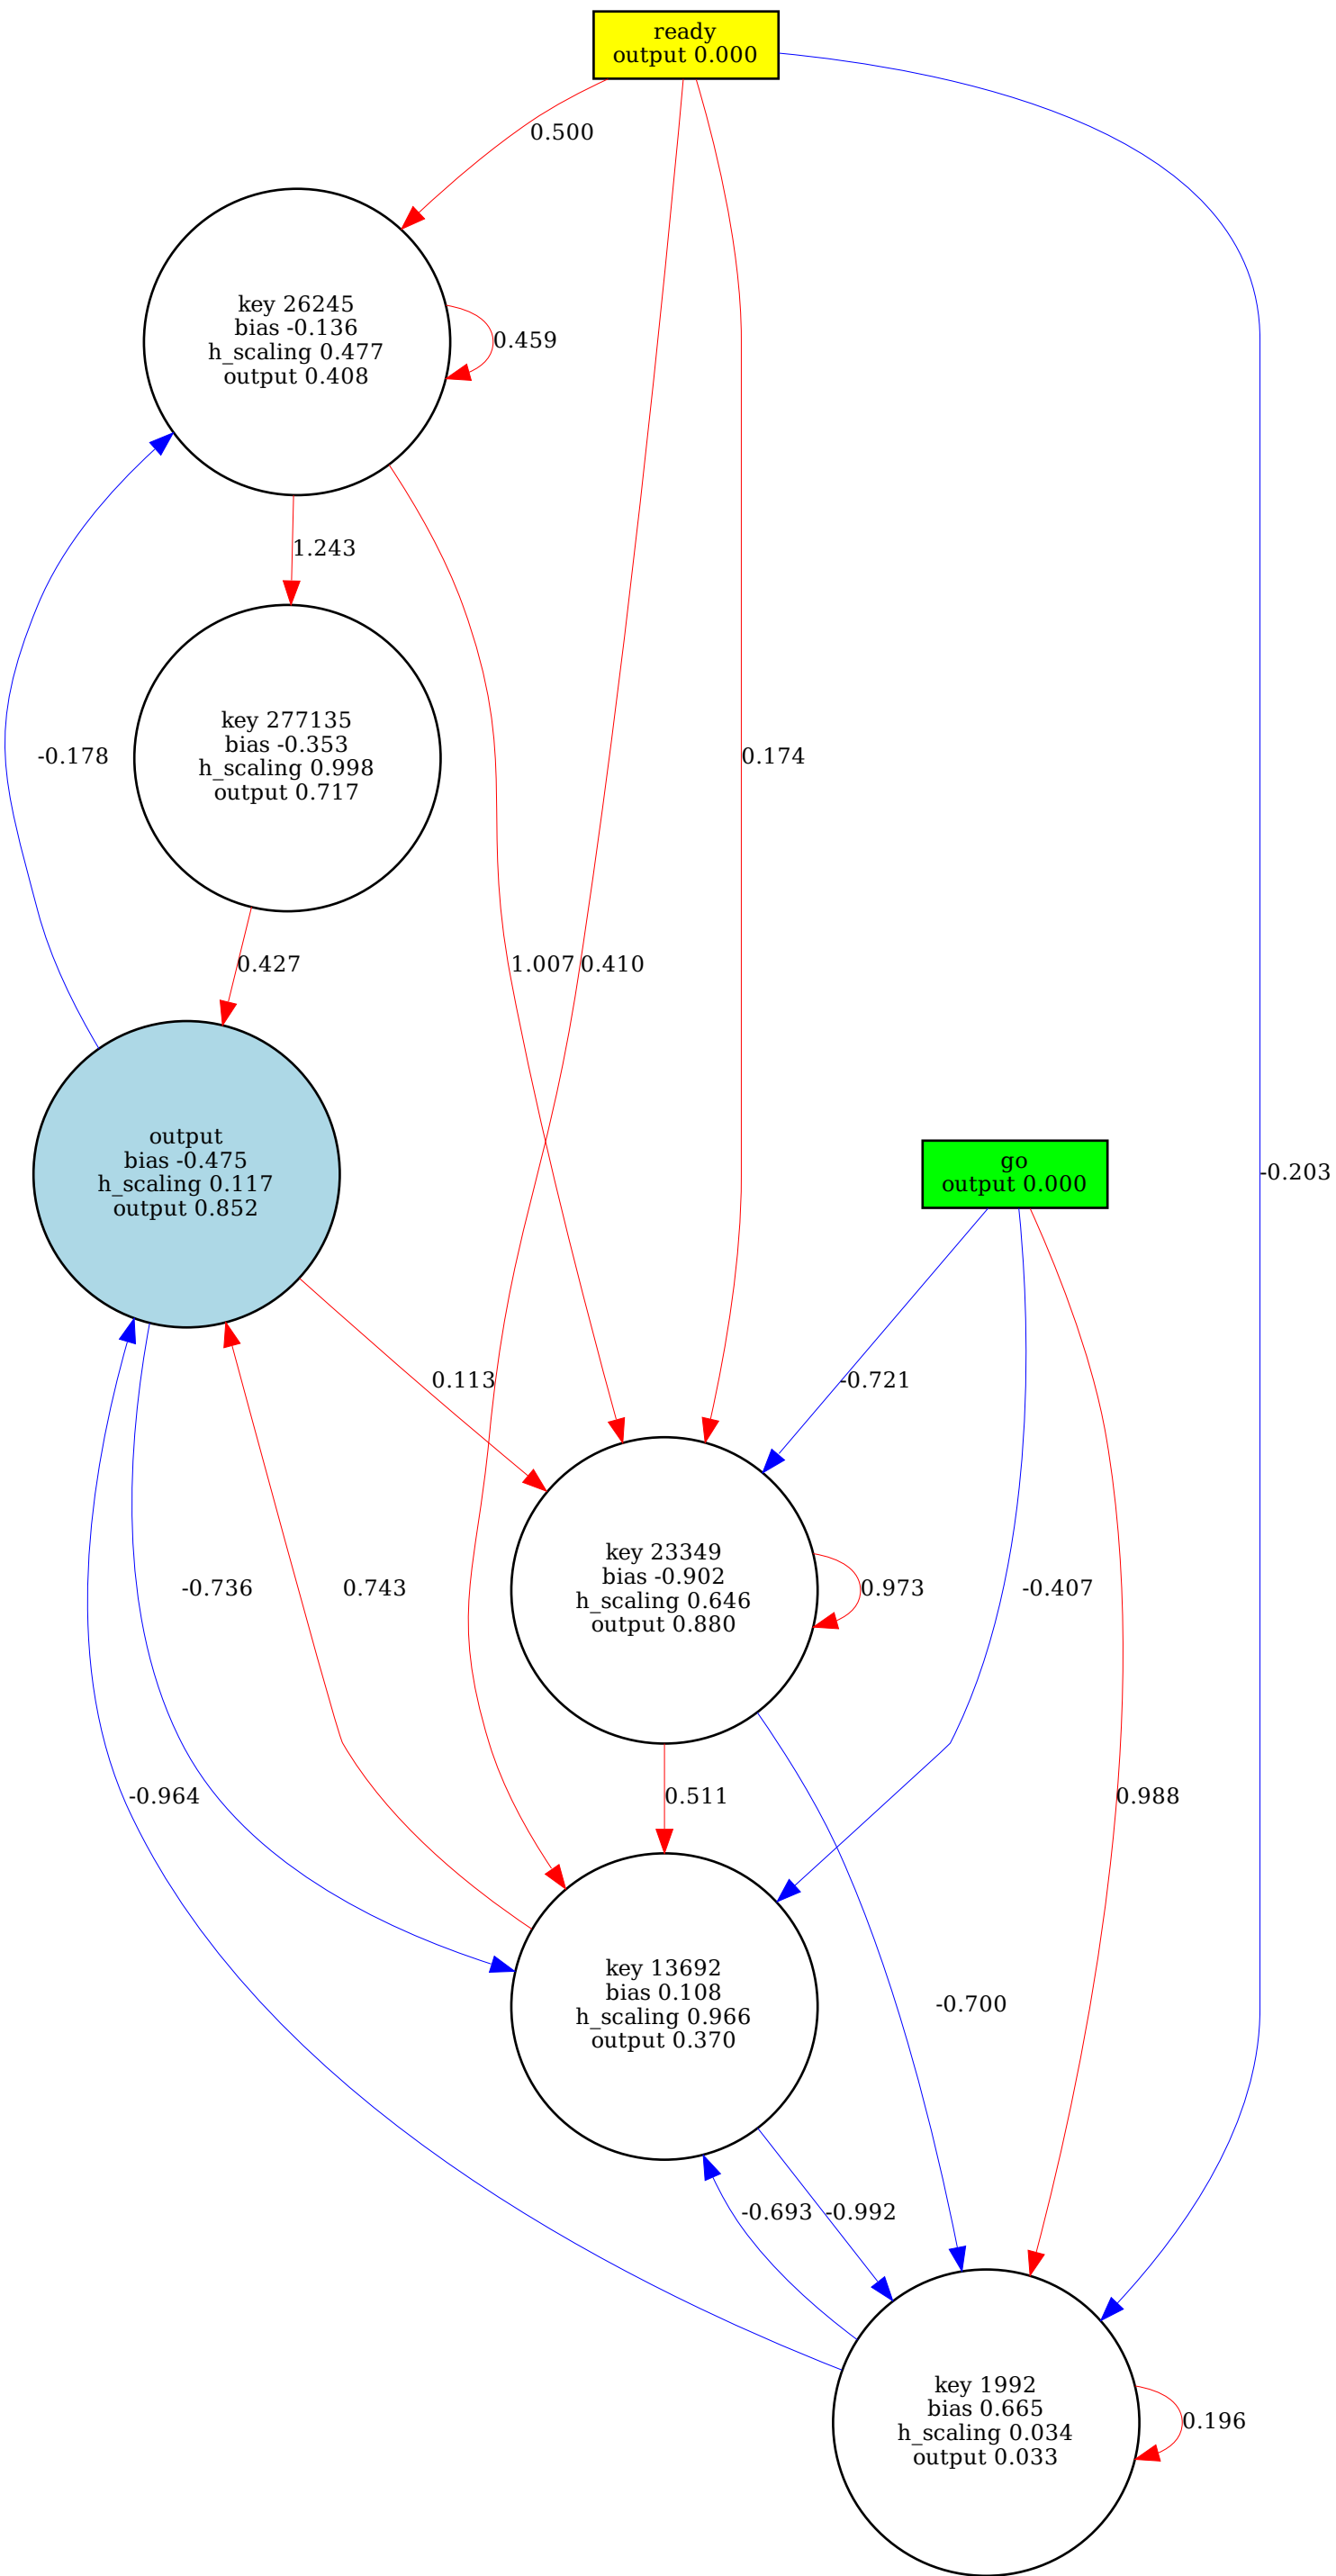 ready
output 0.000
0.500
key 26245
bias -0.136
h_scaling 0.477
output 0.408
0.459
1.243
key 277135
bias -0.353
h_scaling 0.998
output 0.717
-0.178
0.174
0.427
1.007
0.410
output
bias -0.475
h_scaling 0.117
output 0.852
go
output 0.000
-0.203
0.113
-0.721
key 23349
bias -0.902
h_scaling 0.646
output 0.880
-0.736
0.743
0.973
-0.407
-0.964
0.511
0.988
key 13692
bias 0.108
h_scaling 0.966
output 0.370
-0.700
-0.693
-0.992
key 1992
bias 0.665
h_scaling 0.034
output 0.033
0.196